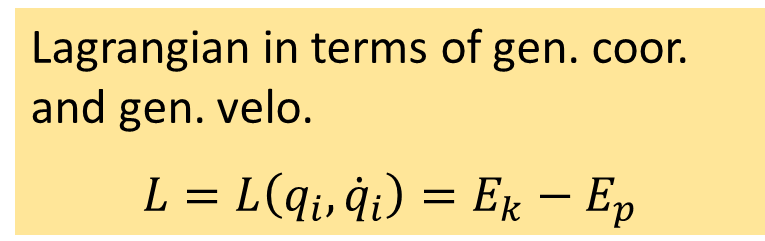 Lagrangian in terms of gen. coor.
and gen. velo.
L = L(qᵢ, q̇ᵢ) = Eₖ − Eₚ